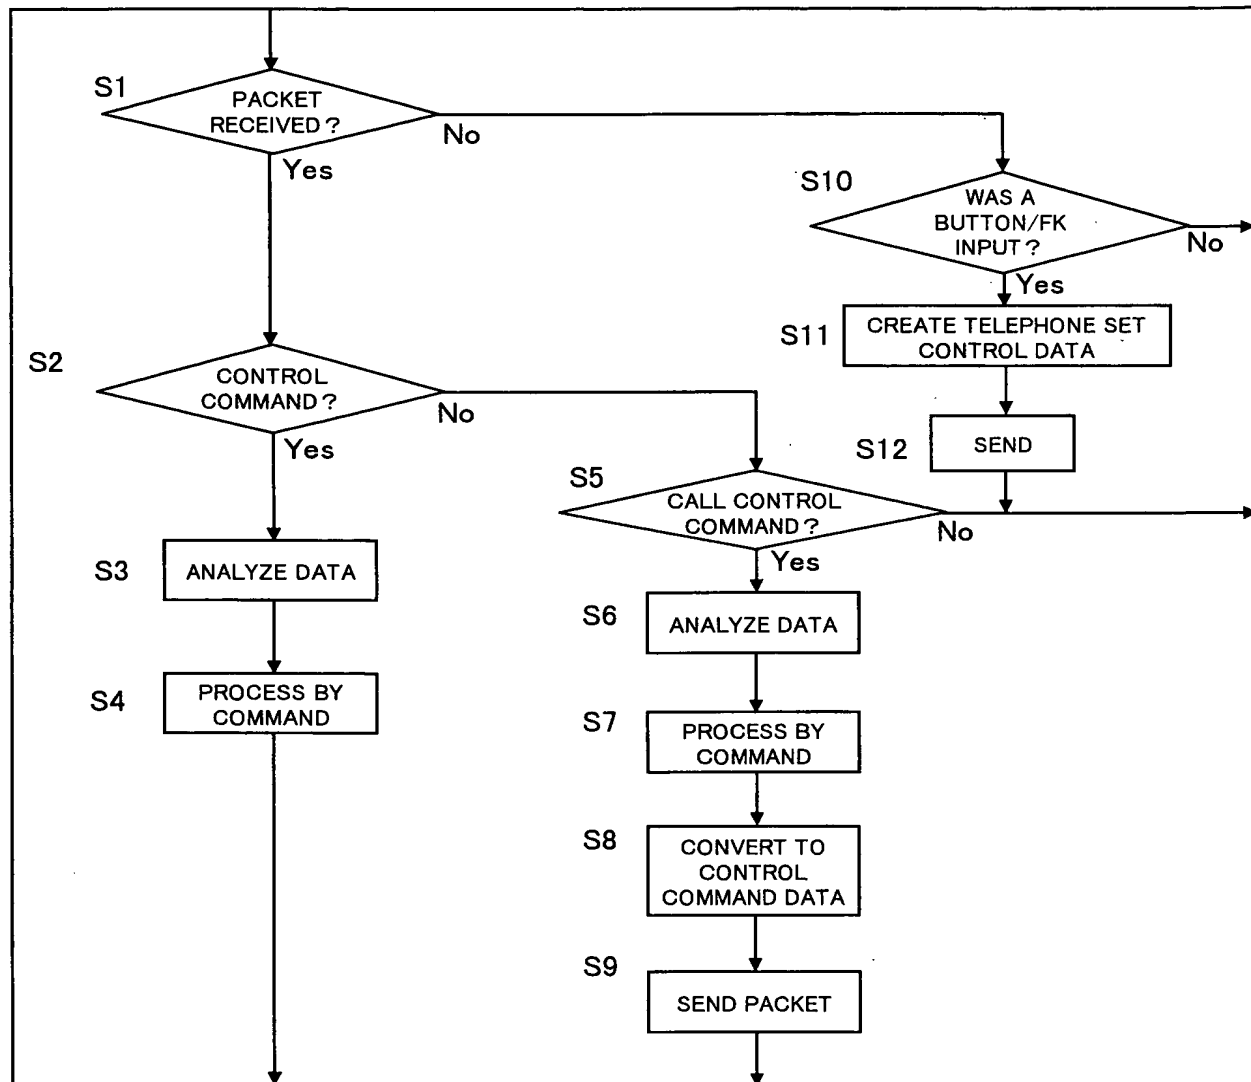 S1
PACKET
RECEIVED?
No
Yes
S10
WAS A
BUTTON/FK
INPUT?
No
Yes
S11
CREATE TELEPHONE SET
CONTROL DATA
S12
SEND
S2
CONTROL
COMMAND?
No
Yes
S5
CALL CONTROL
COMMAND?
No
Yes
S3
ANALYZE DATA
S4
PROCESS BY
COMMAND
S6
ANALYZE DATA
S7
PROCESS BY
COMMAND
S8
CONVERT TO
CONTROL
COMMAND DATA
S9
SEND PACKET